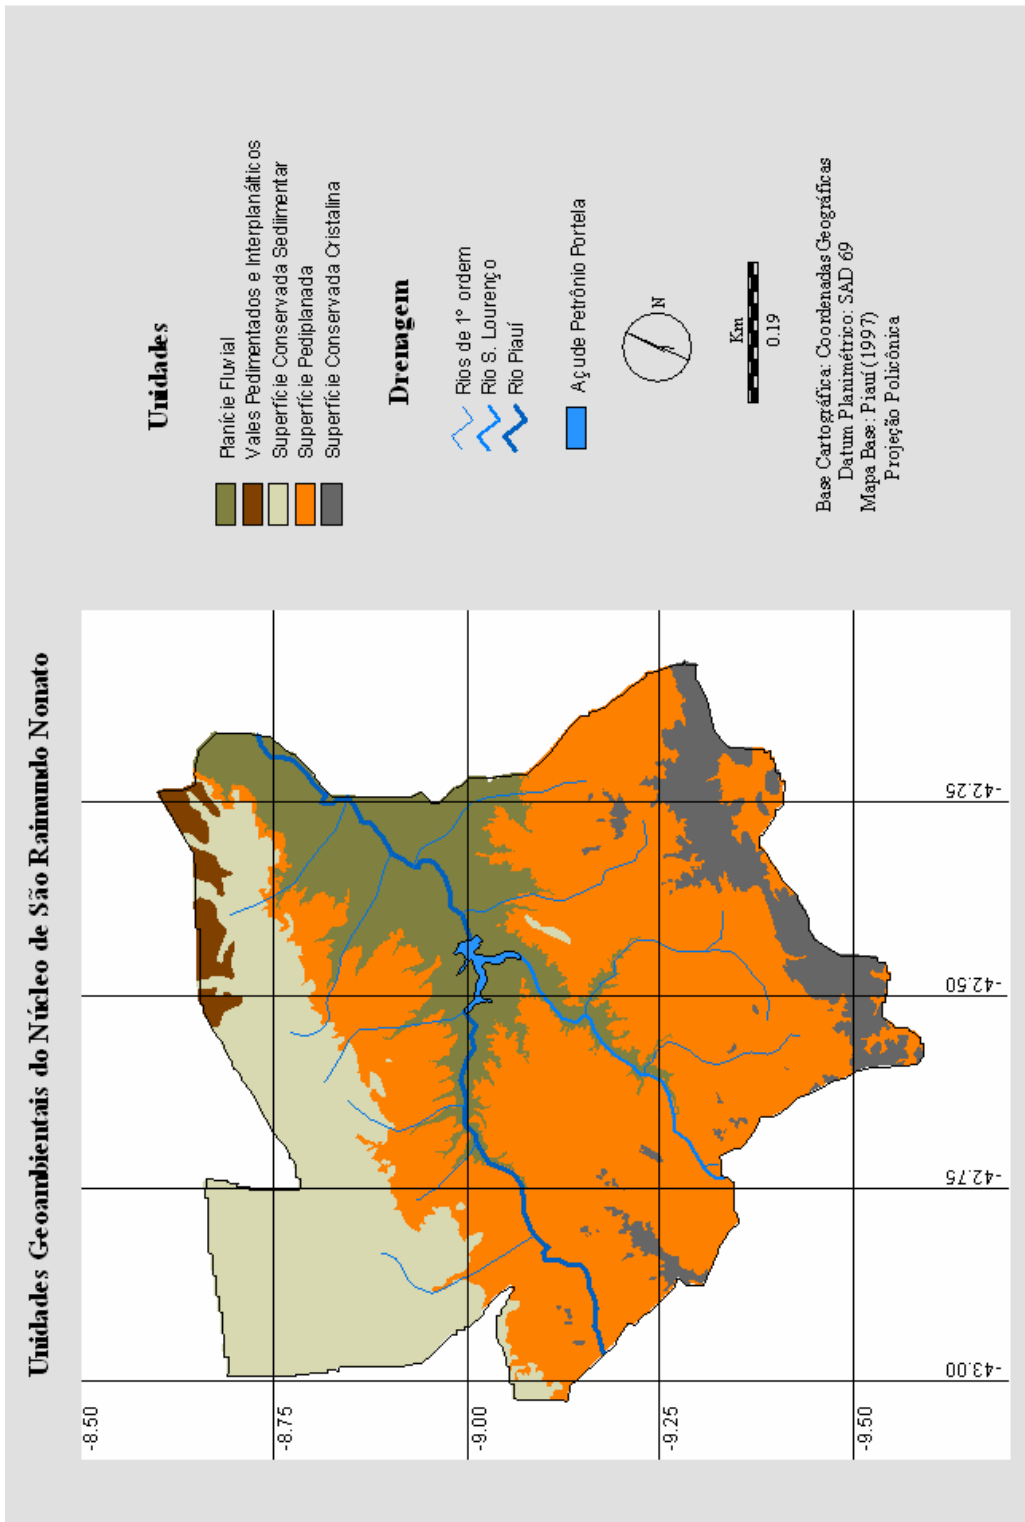 Unidades Geoambientais do Núcleo de São Raimundo Nonato
-8.50
-8.75
-9.00
-9.25
-9.50
-43.00
-42.75
-42.50
-42.25
Unidades
Planície Fluvial
Vales Pedimentados e Interplanálticos
Superfície Conservada Sedimentar
Superfície Pediplanada
Superfície Conservada Cristalina
Drenagem
Rios de 1º ordem
Rio S. Lourenço
Rio Piauí
Açude Petrônio Portela
N
Km
0.19
Base Cartográfica: Coordenadas Geográficas
Datum Planimétrico: SAD 69
Mapa Base: Piauí (1997)
Projeção Policônica